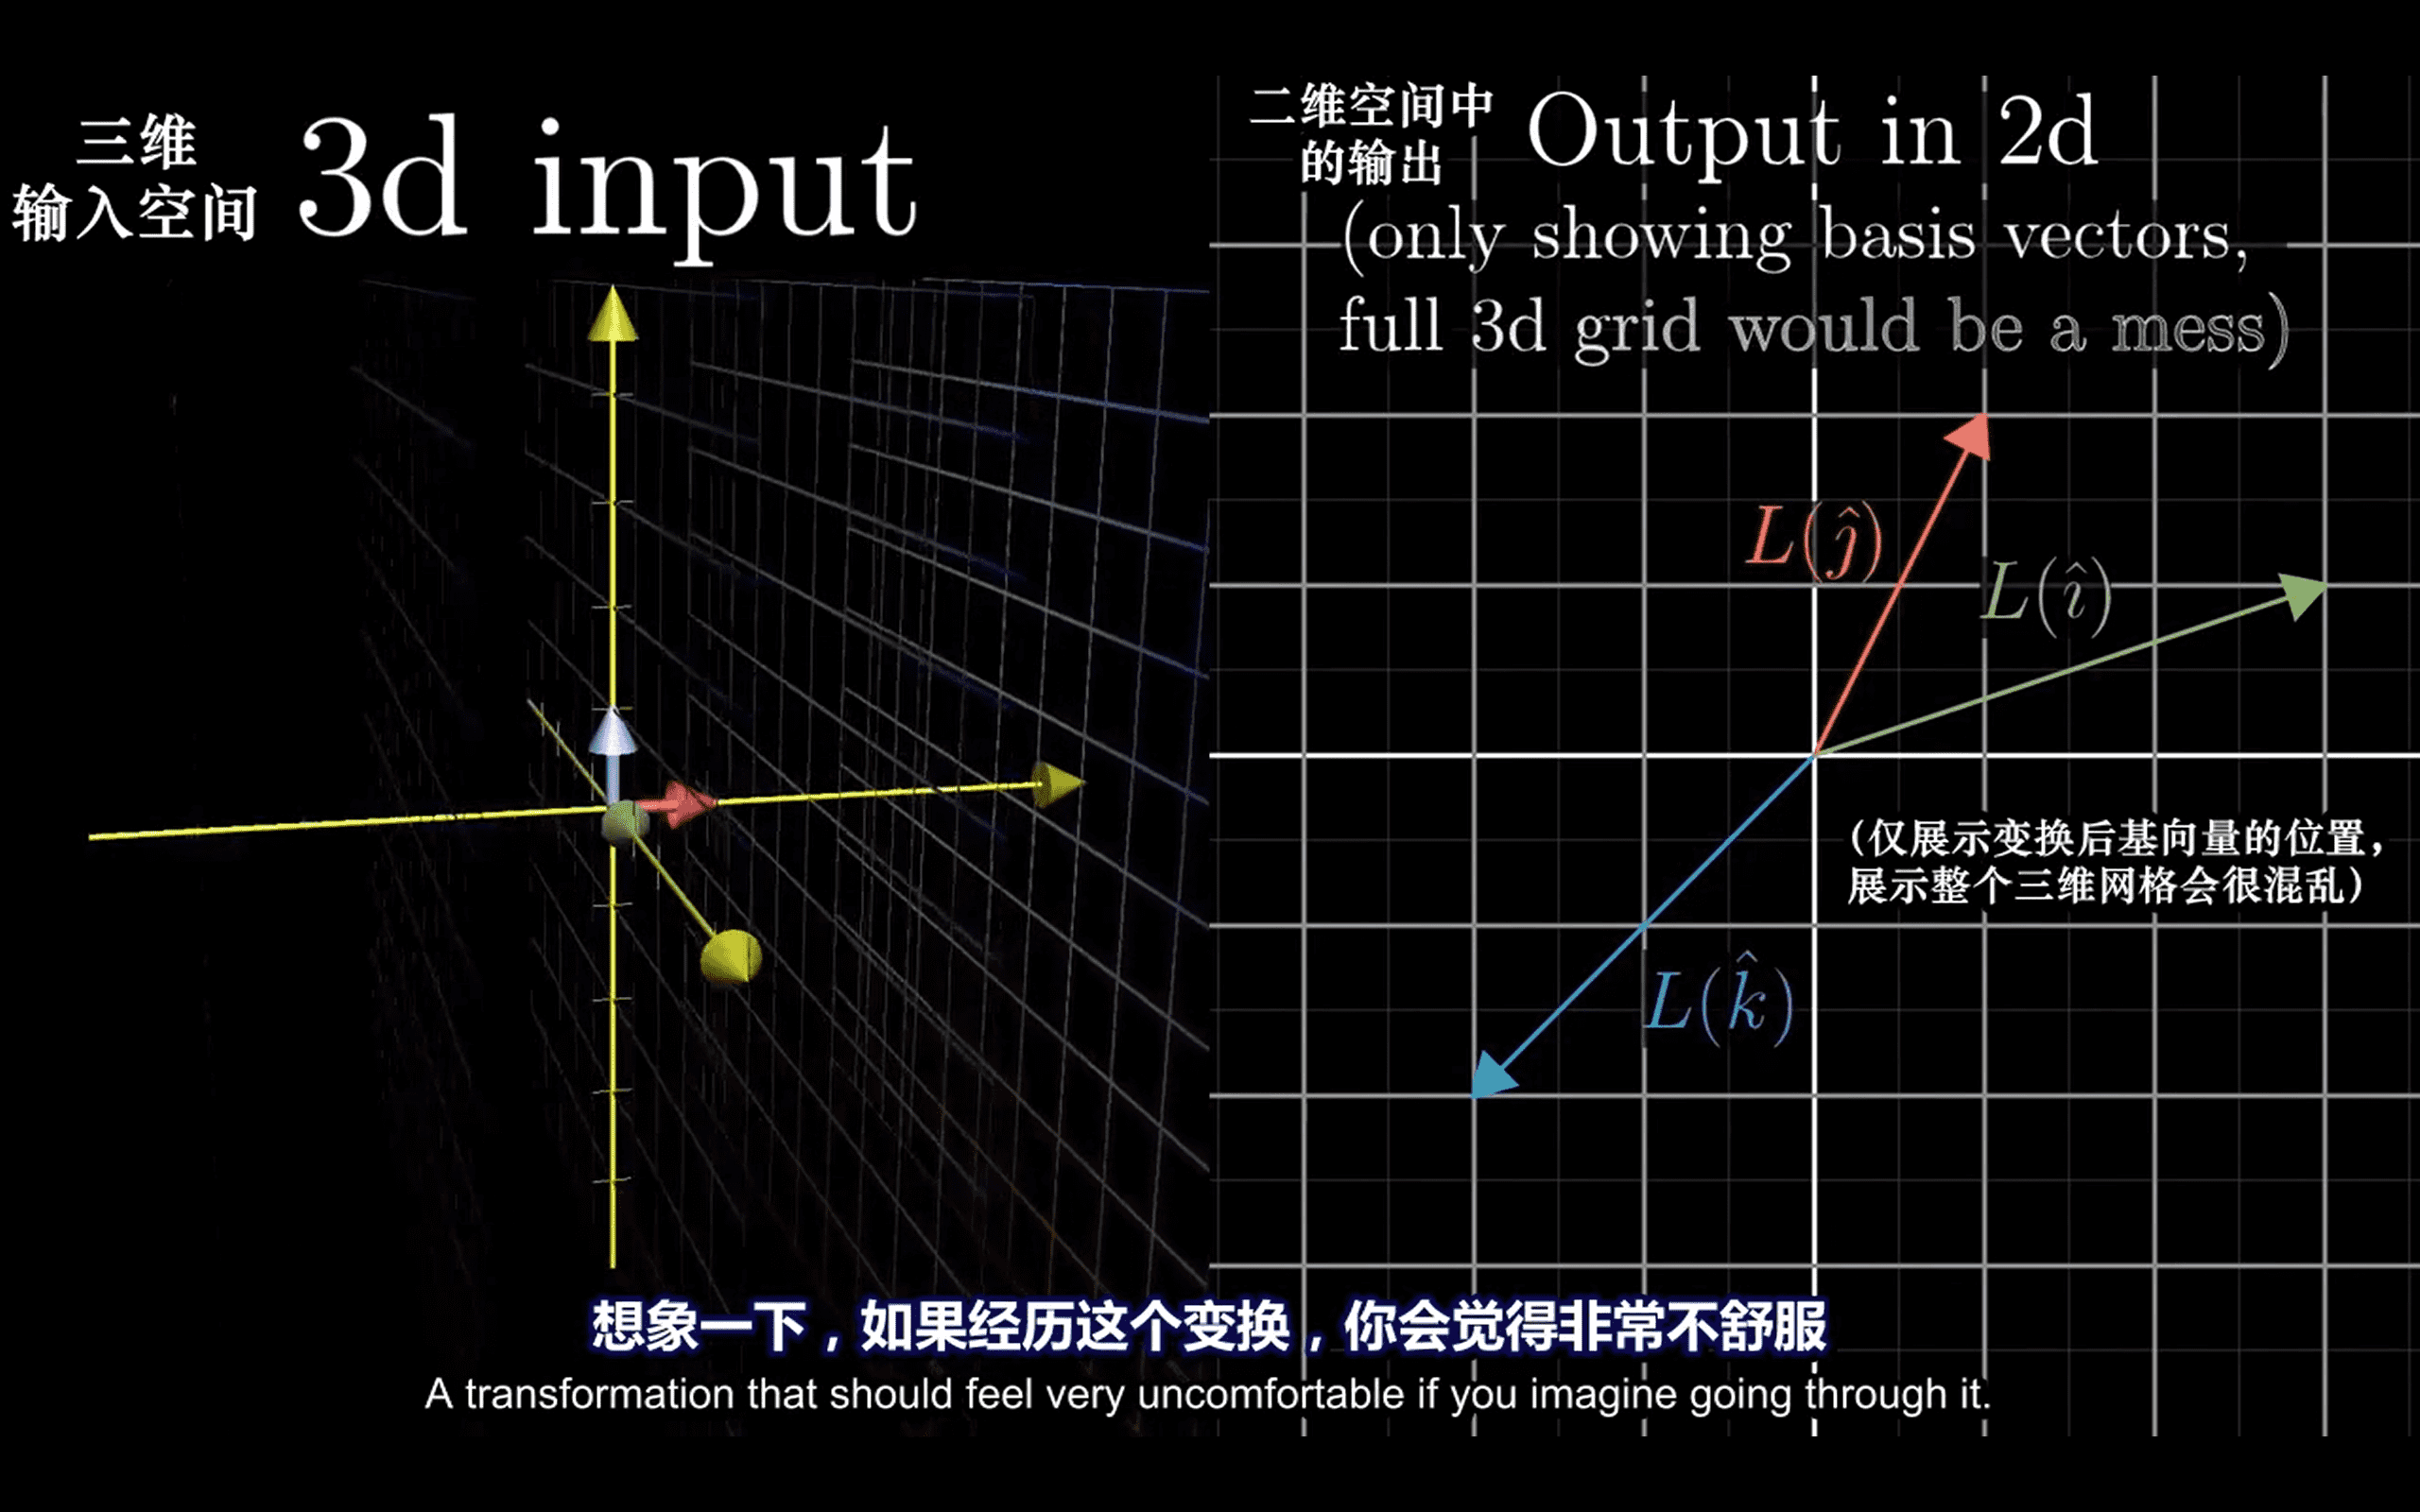 三维
输入空间
3d input
二维空间中
的输出
Output in 2d
(only showing basis vectors,
full 3d grid would be a mess)
L(ĵ)
L(î)
(仅展示变换后基向量的位置，
展示整个三维网格会很混乱)
L(k̂)
想象一下，如果经历这个变换，你会觉得非常不舒服
A transformation that should feel very uncomfortable if you imagine going through it.